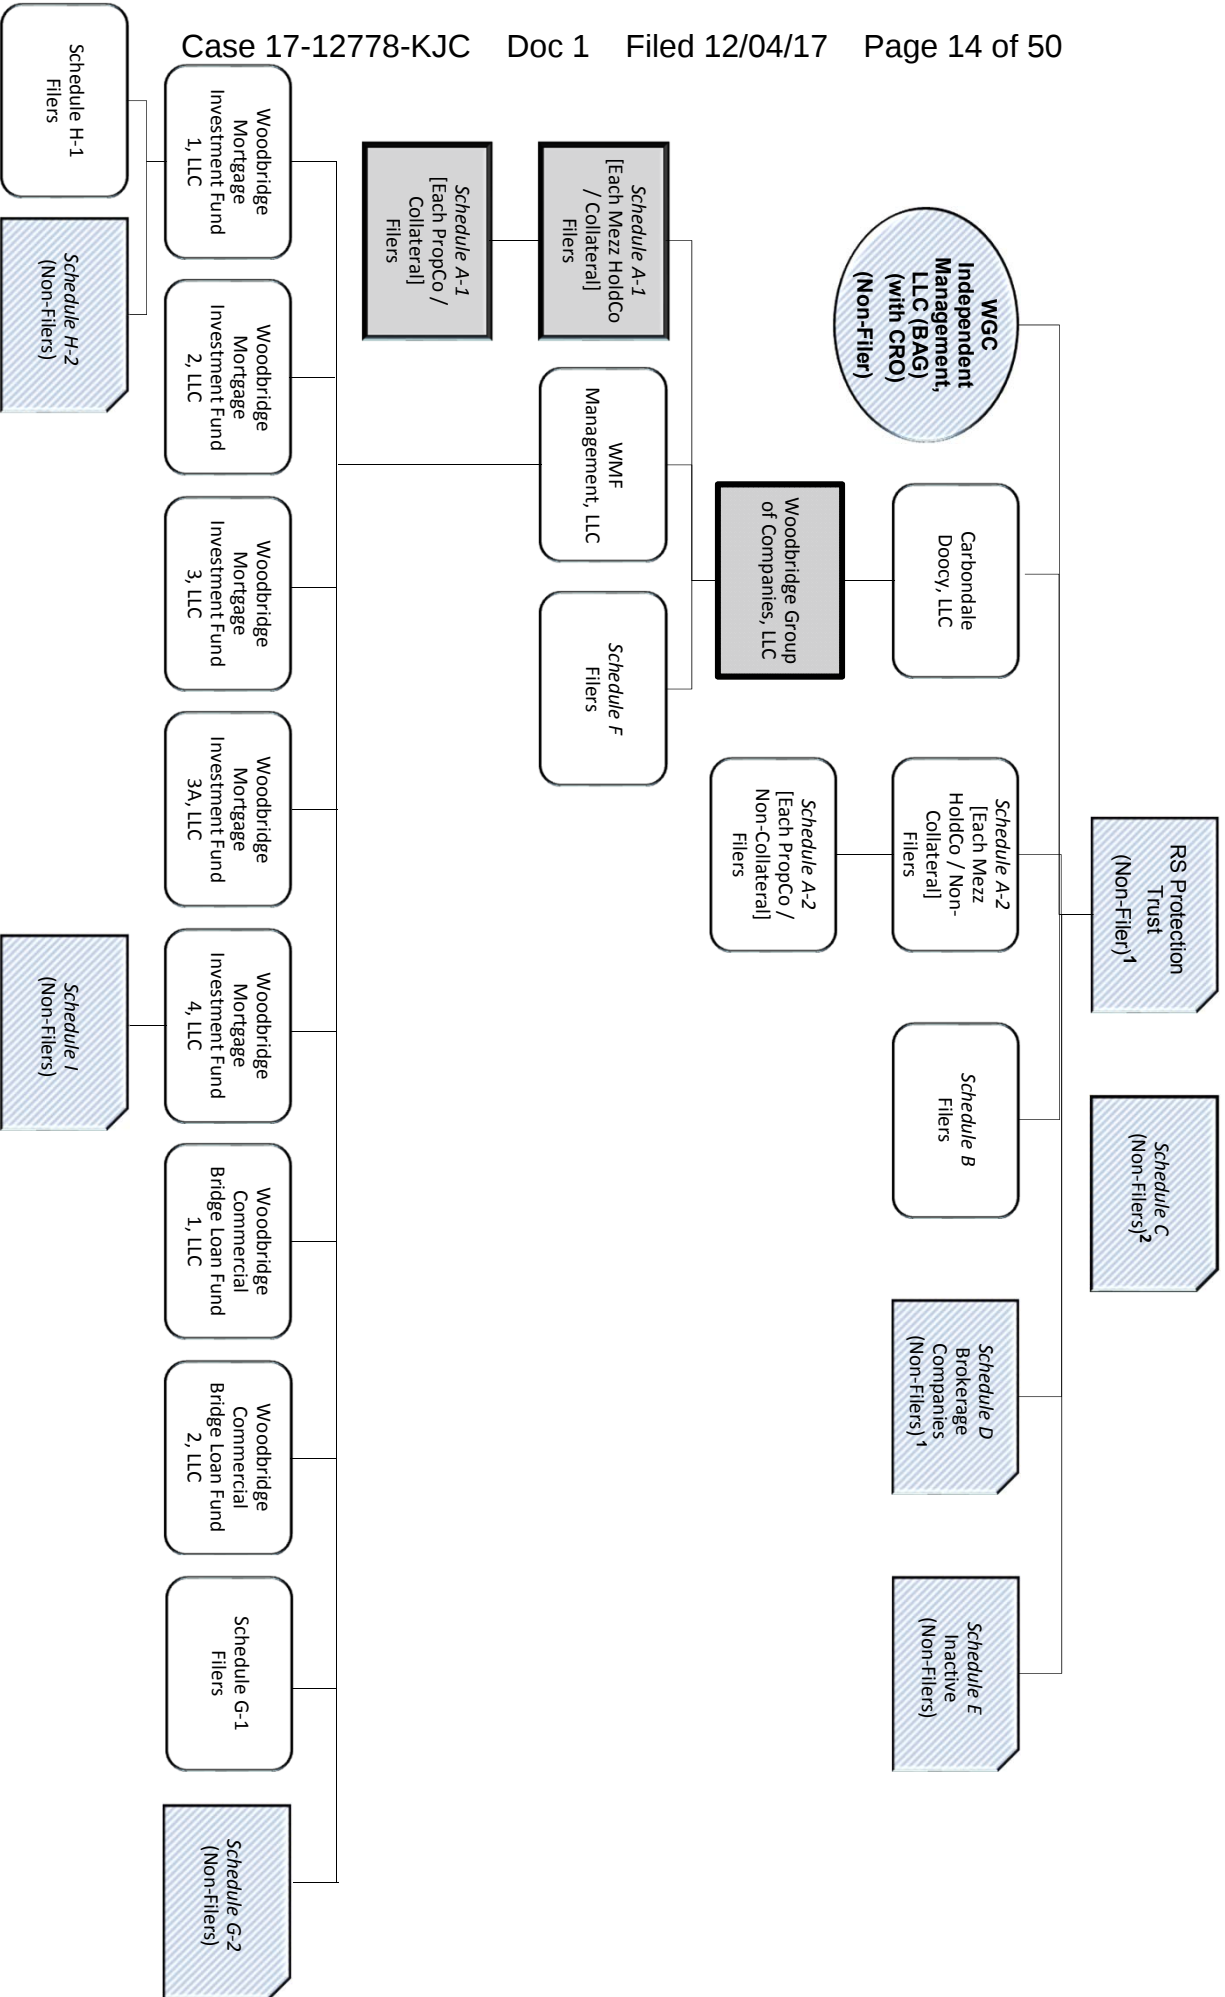 Case 17-12778-KJC Doc 1 Filed 12/04/17 Page 14 of 50
RS Protection
Trust
(Non-Filer)¹
Schedule C
(Non-Filers)²
WGC
Independent
Management,
LLC (BAG)
(with CRO)
(Non-Filer)
Carbondale
Doocy, LLC
Schedule A-2
[Each Mezz
HoldCo / Non-
Collateral]
Filers
Schedule B
Filers
Schedule D
Brokerage
Companies
(Non-Filers) ¹
Schedule E
Inactive
(Non-Filers)
Woodbridge Group
of Companies, LLC
Schedule A-2
[Each PropCo /
Non-Collateral]
Filers
Schedule A-1
[Each Mezz HoldCo
/ Collateral]
Filers
WMF
Management, LLC
Schedule F
Filers
Schedule A-1
[Each PropCo /
Collateral]
Filers
Woodbridge
Mortgage
Investment Fund
1, LLC
Woodbridge
Mortgage
Investment Fund
2, LLC
Woodbridge
Mortgage
Investment Fund
3, LLC
Woodbridge
Mortgage
Investment Fund
3A, LLC
Woodbridge
Mortgage
Investment Fund
4, LLC
Woodbridge
Commercial
Bridge Loan Fund
1, LLC
Woodbridge
Commercial
Bridge Loan Fund
2, LLC
Schedule G-1
Filers
Schedule G-2
(Non-Filers)
Schedule H-1
Filers
Schedule H-2
(Non-Filers)
Schedule I
(Non-Filers)